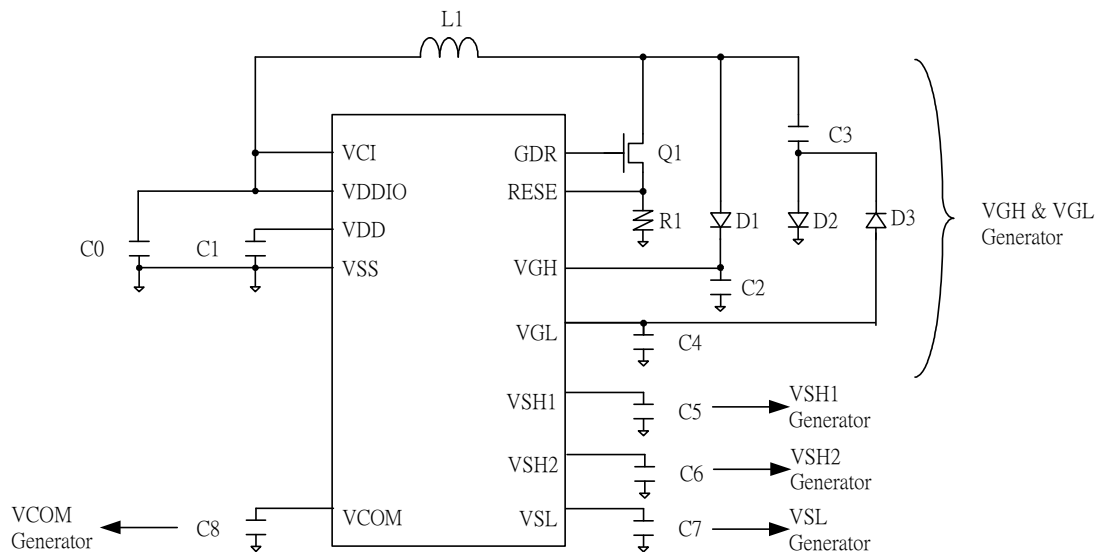 L1
VCI
VDDIO
VDD
VSS
GDR
RESE
VGH
VGL
VSH1
VSH2
VSL
VCOM
Q1
R1
D1
C2
C3
D2
D3
VGH & VGL
Generator
C0
C1
C4
C5
VSH1
Generator
C6
VSH2
Generator
C7
VSL
Generator
VCOM
Generator
C8